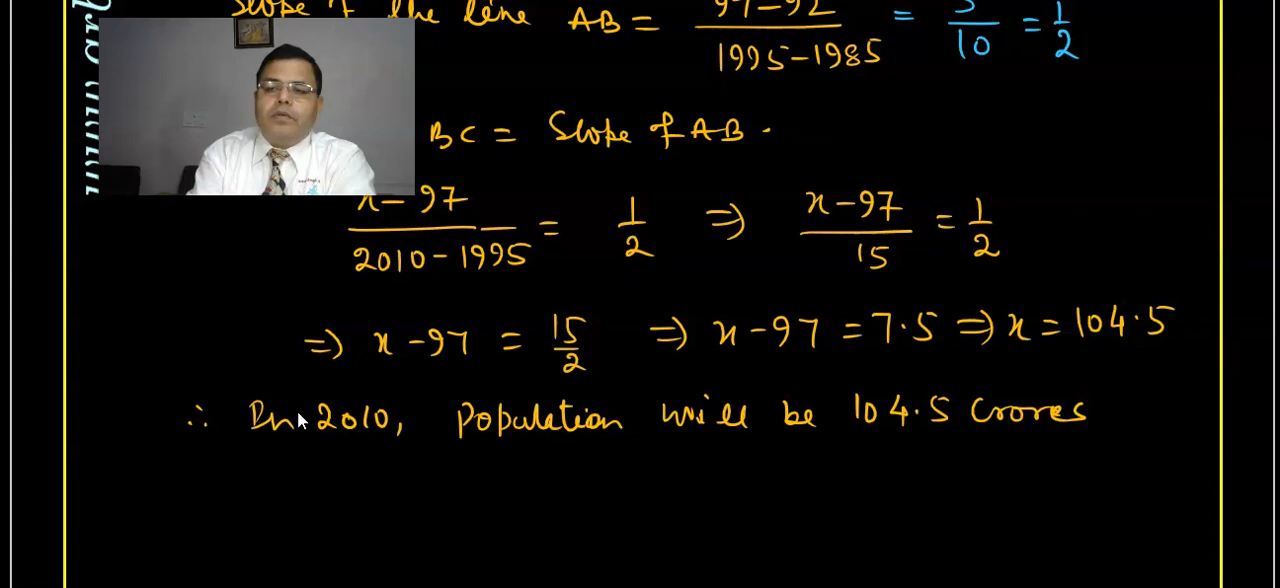 Slope of the line AB = 97-92 / 1995-1985 = 5/10 = 1/2
BC = Slope of AB.
x-97 / 2010-1995 = 1/2 ⇒ x-97 / 15 = 1/2
⇒ x-97 = 15/2 ⇒ x-97 = 7.5 ⇒ x = 104.5
∴ In 2010, Population will be 104.5 Crores